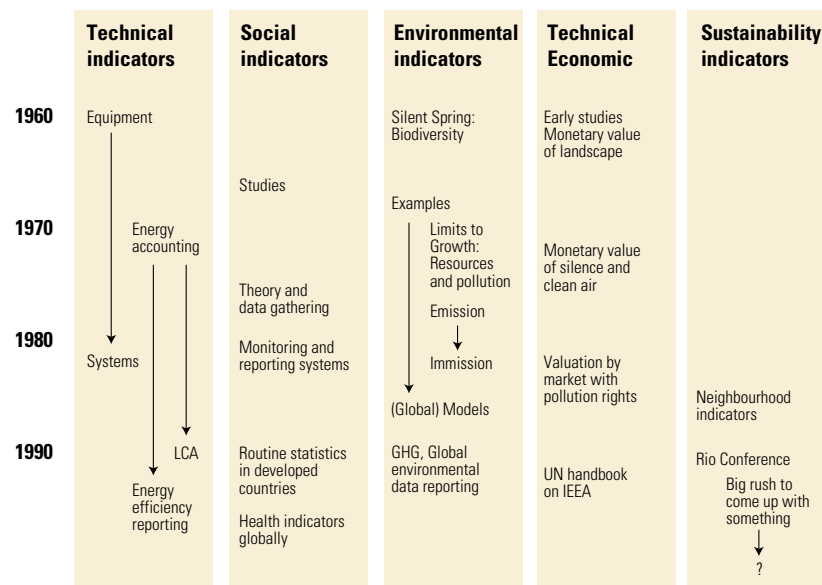 Technical
indicators
Social
indicators
Environmental
indicators
Technical
Economic
Sustainability
indicators
1960
1970
1980
1990
Equipment
Energy
accounting
Systems
LCA
Energy
efficiency
reporting
Studies
Theory and
data gathering
Monitoring and
reporting systems
Routine statistics
in developed
countries
Health indicators
globally
Silent Spring:
Biodiversity
Examples
Limits to
Growth:
Resources
and pollution
Emission
Immission
(Global) Models
GHG, Global
environmental
data reporting
Early studies
Monetary value
of landscape
Monetary value
of silence and
clean air
Valuation by
market with
pollution rights
UN handbook
on IEEA
Neighbourhood
indicators
Rio Conference
Big rush to
come up with
something
?